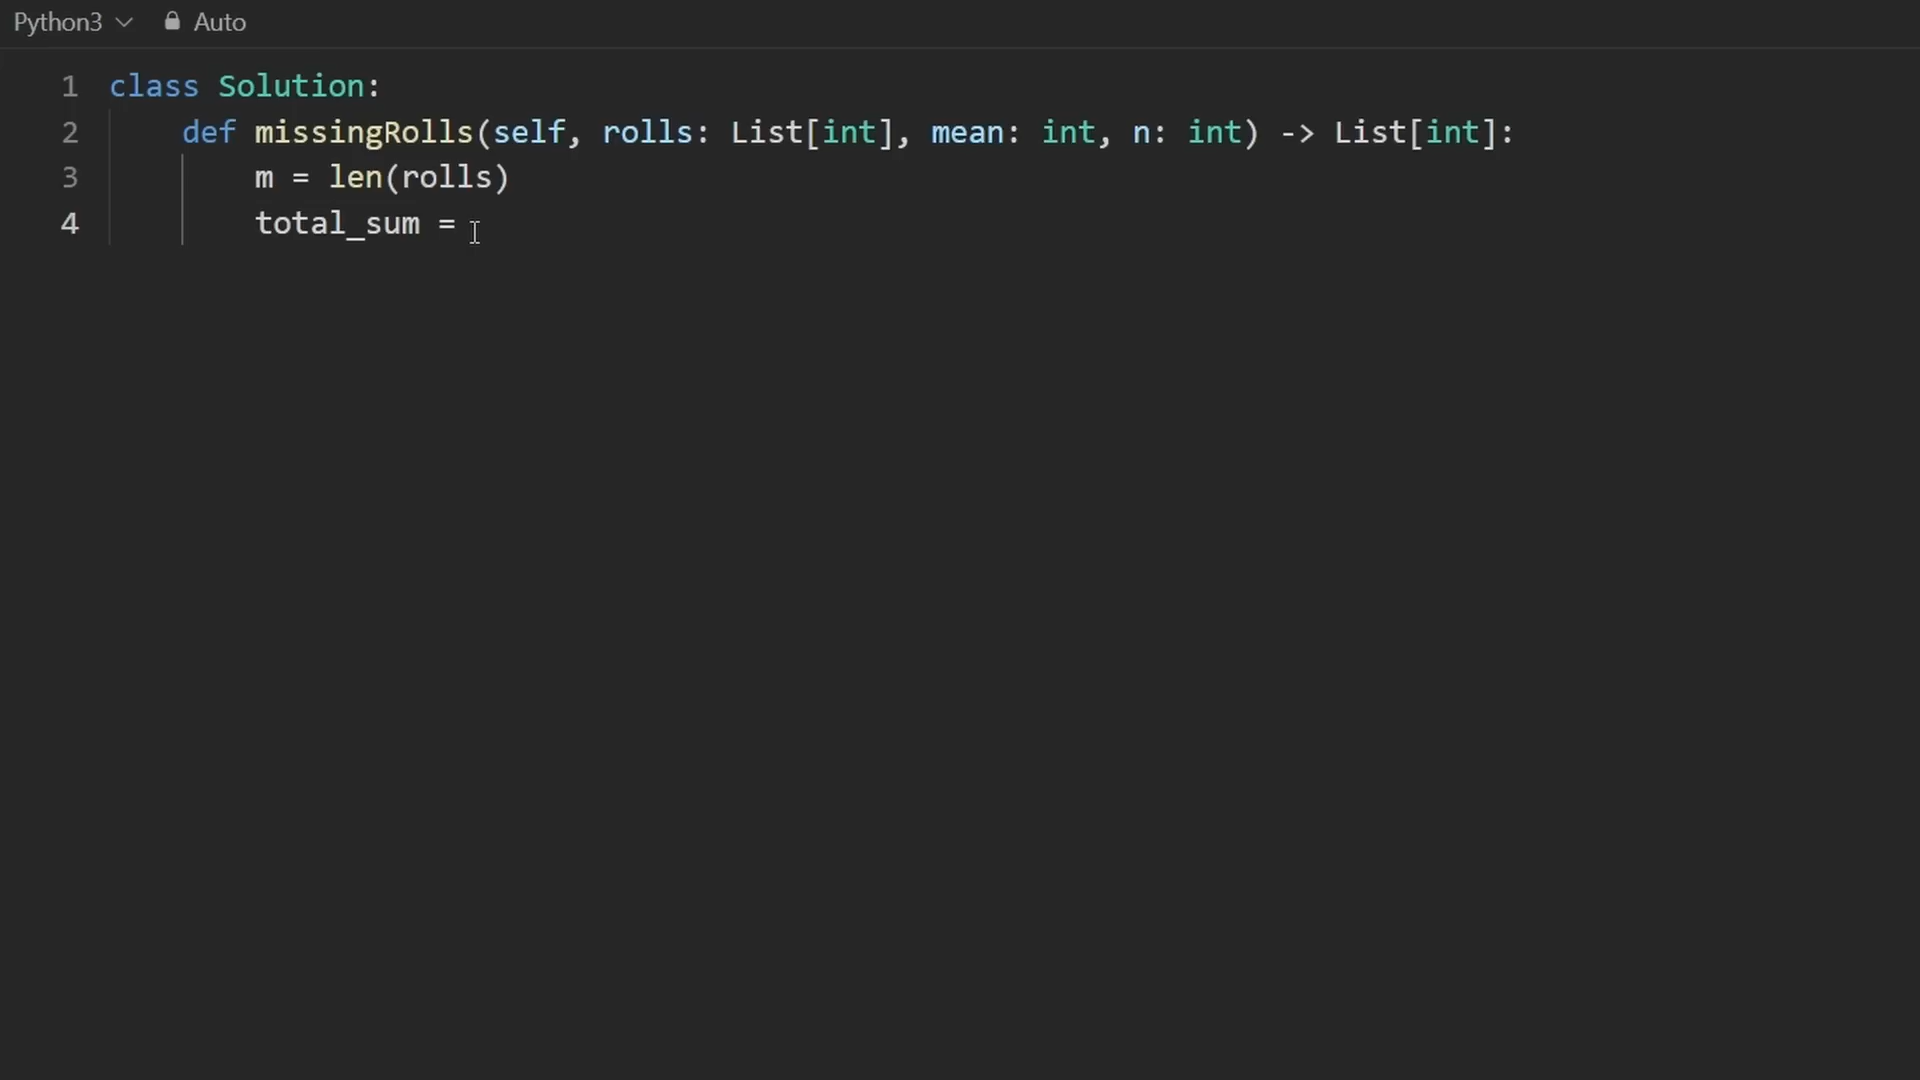 Python3 Auto
1 class Solution:
2 def missingRolls(self, rolls: List[int], mean: int, n: int) -> List[int]:
3 m = len(rolls)
4 total_sum =